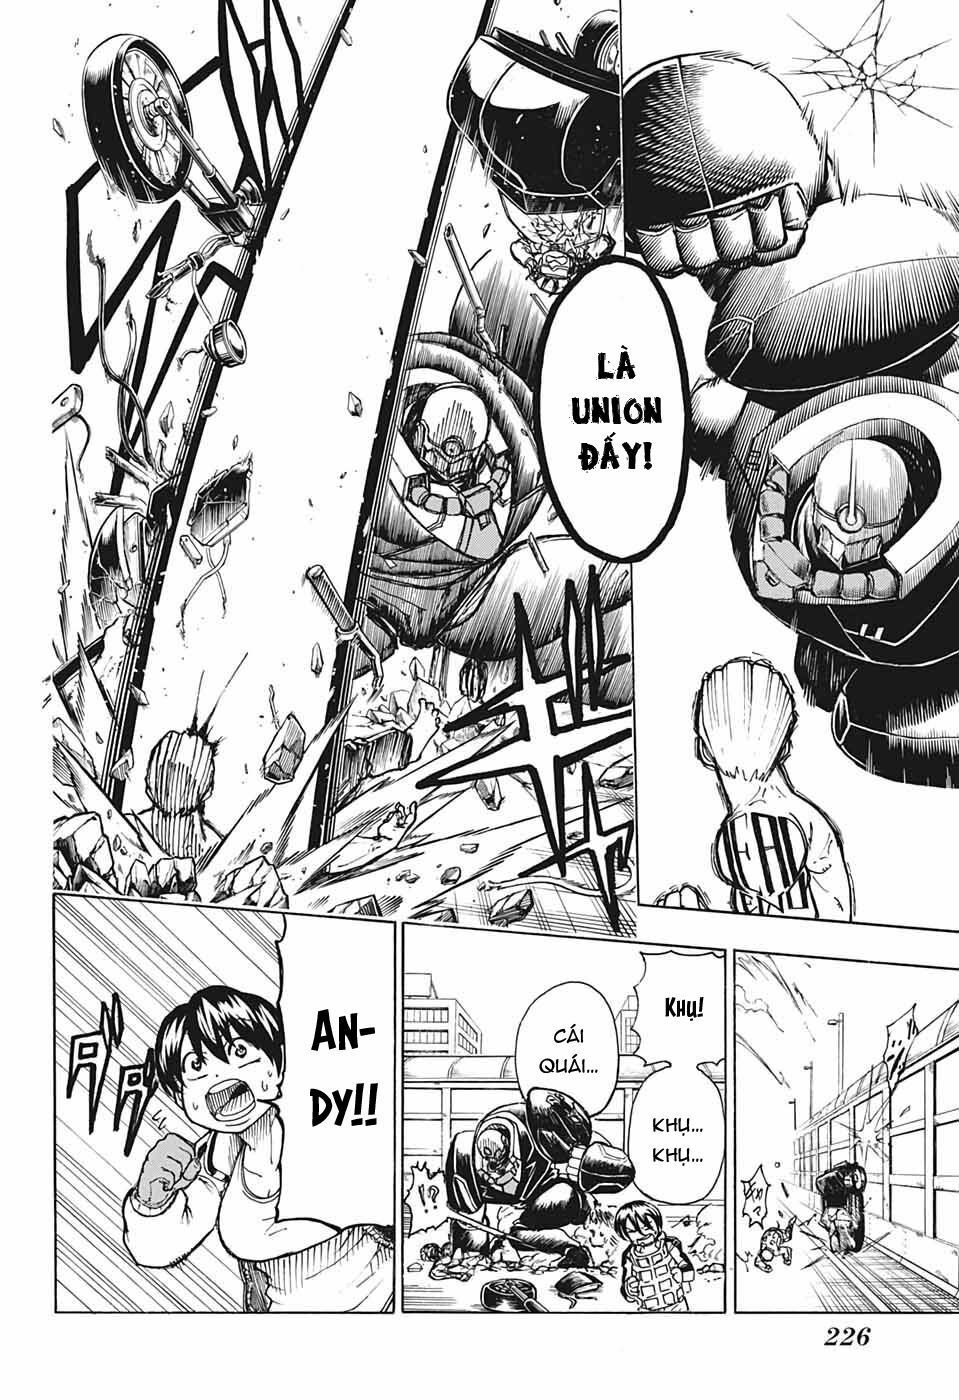 LÀ
UNION
ĐẤY!
KHỤ!
KHỤ...
KHỤ...
CÁI
QUÁI...
!?
AN-
DY!!
226